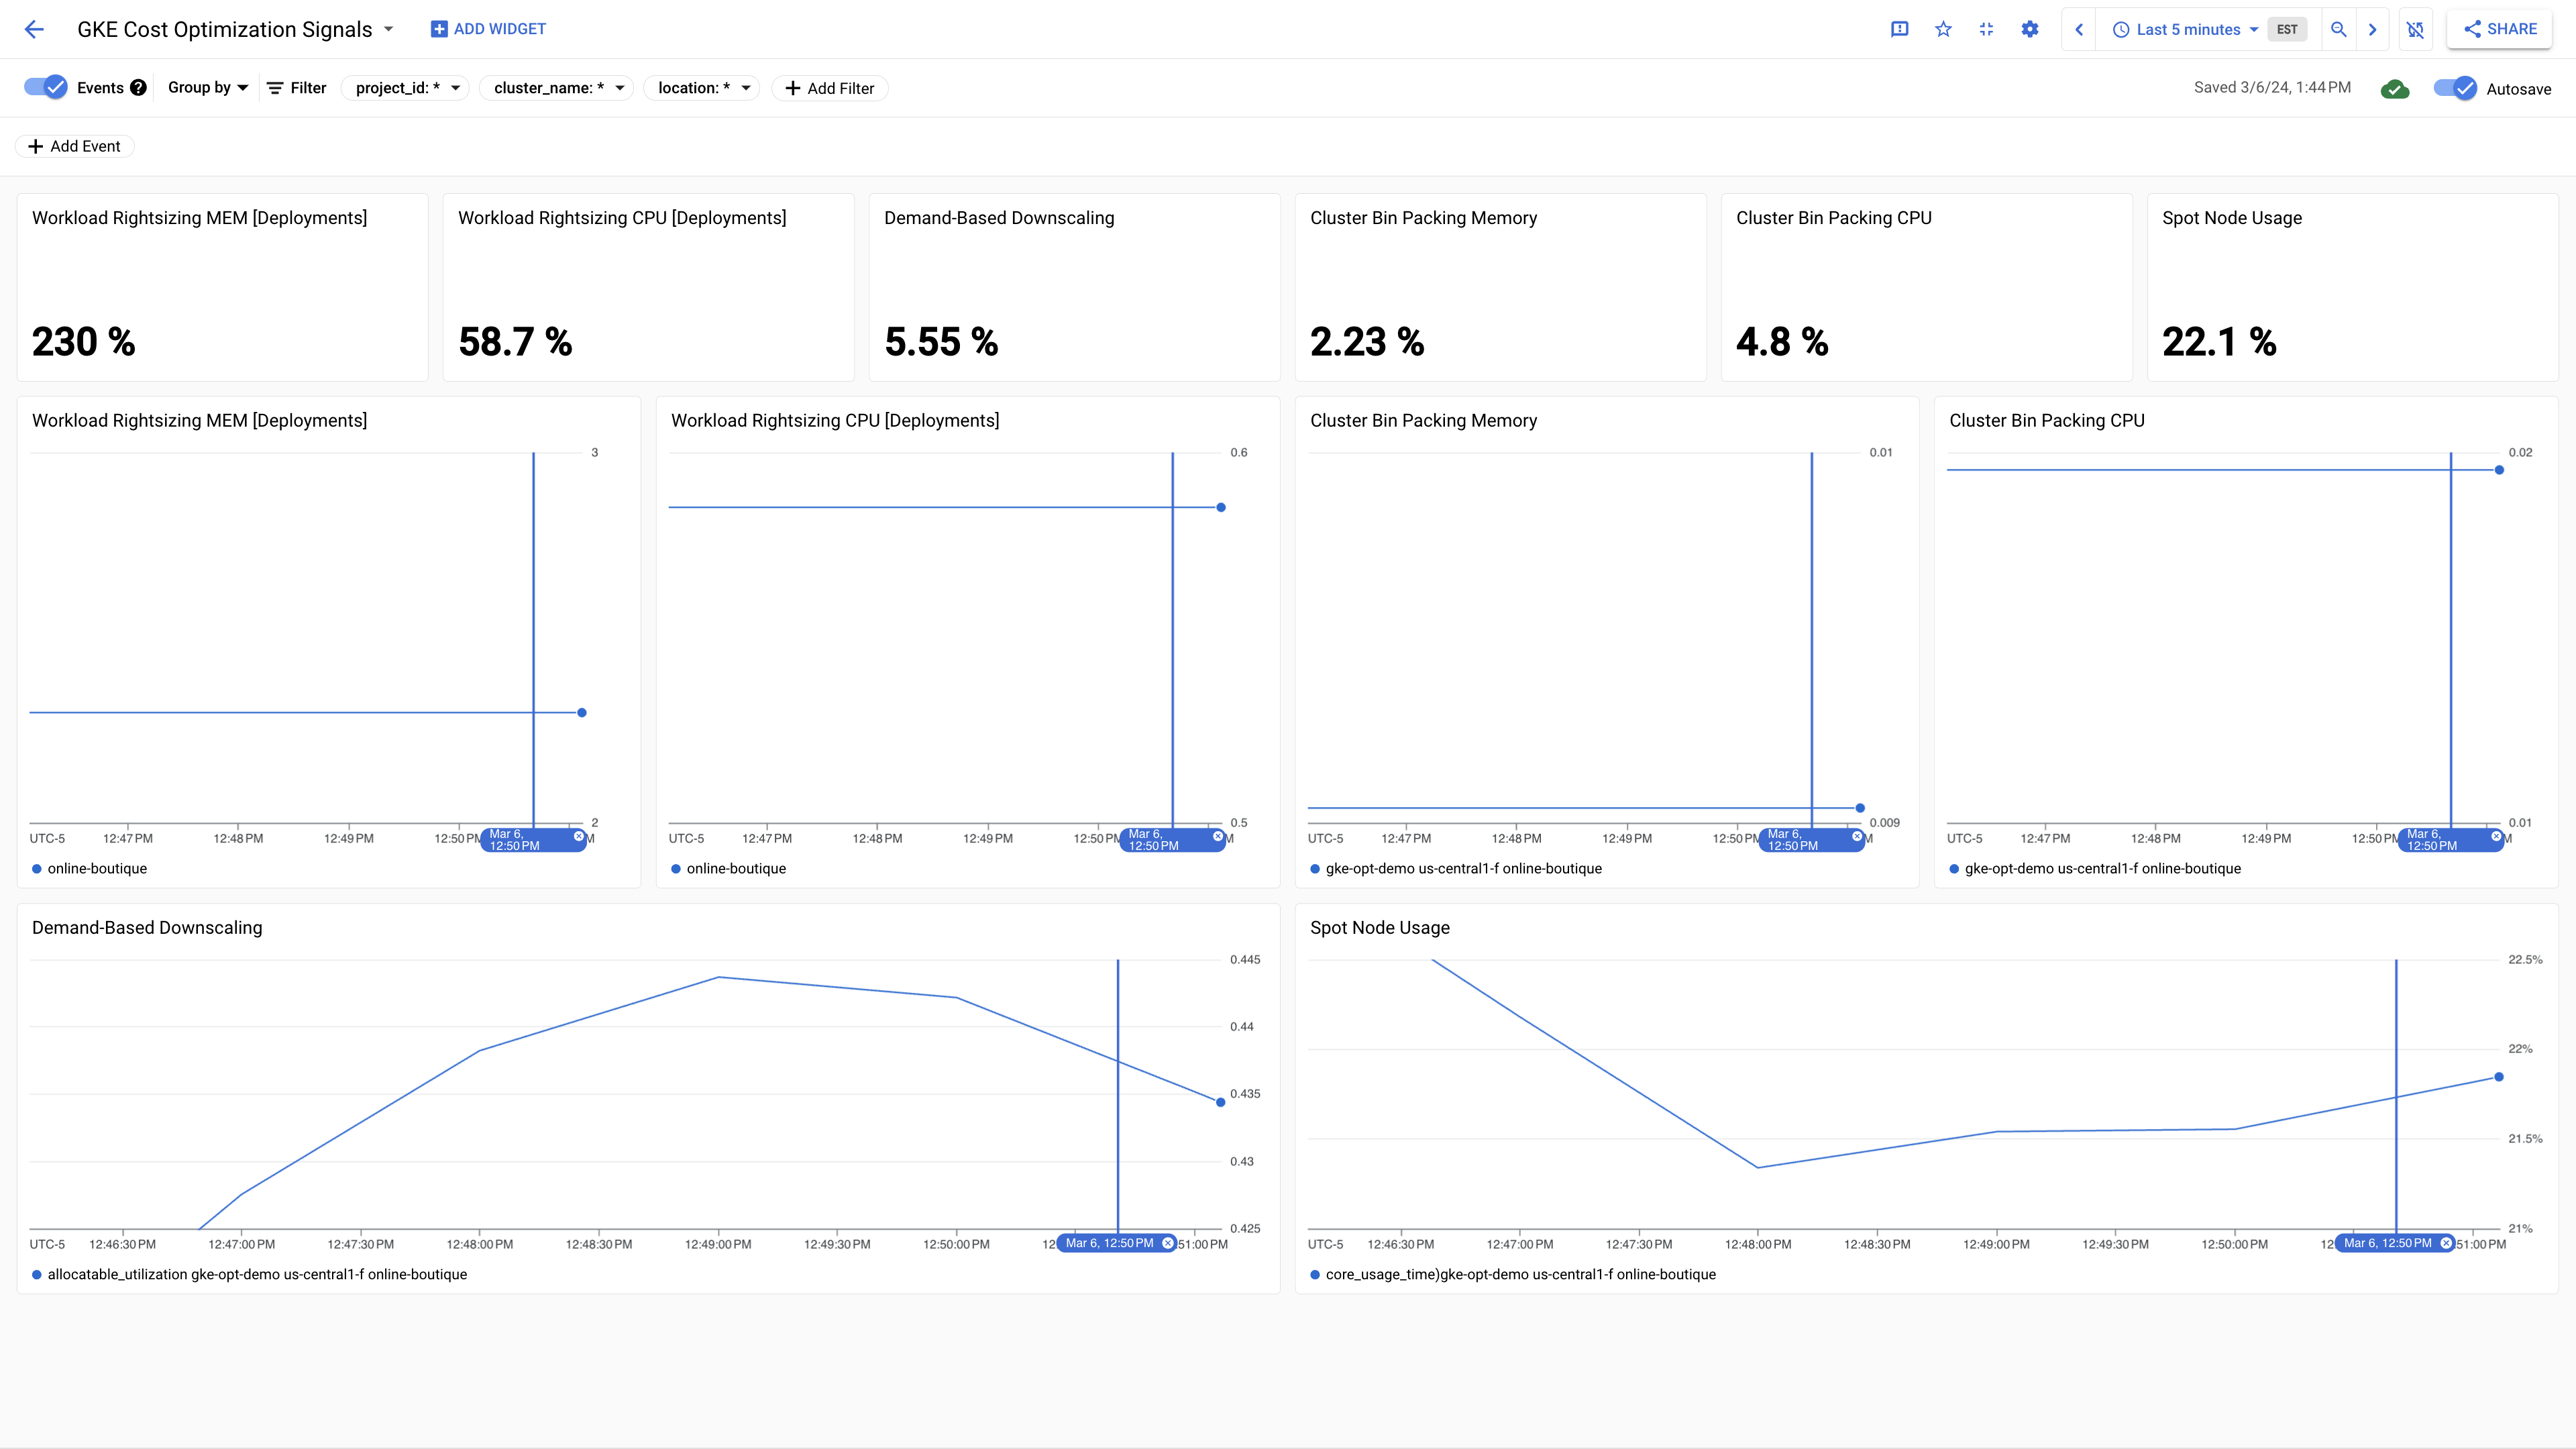 GKE Cost Optimization Signals
ADD WIDGET
Last 5 minutes
EST
SHARE
Events
Group by
Filter
project_id: *
cluster_name: *
location: *
Add Filter
Saved 3/6/24, 1:44 PM
Autosave
Add Event
Workload Rightsizing MEM [Deployments]
230 %
Workload Rightsizing CPU [Deployments]
58.7 %
Demand-Based Downscaling
5.55 %
Cluster Bin Packing Memory
2.23 %
Cluster Bin Packing CPU
4.8 %
Spot Node Usage
22.1 %
Workload Rightsizing MEM [Deployments]
3
2
UTC-5 12:47 PM 12:48 PM 12:49 PM 12:50 PM
Mar 6,
12:50 PM
online-boutique
Workload Rightsizing CPU [Deployments]
0.6
0.5
UTC-5 12:47 PM 12:48 PM 12:49 PM 12:50 PM
Mar 6,
12:50 PM
online-boutique
Cluster Bin Packing Memory
0.01
0.009
UTC-5 12:47 PM 12:48 PM 12:49 PM 12:50 PM
Mar 6,
12:50 PM
gke-opt-demo us-central1-f online-boutique
Cluster Bin Packing CPU
0.02
0.01
UTC-5 12:47 PM 12:48 PM 12:49 PM 12:50 PM
Mar 6,
12:50 PM
gke-opt-demo us-central1-f online-boutique
Demand-Based Downscaling
0.445
0.44
0.435
0.43
0.425
UTC-5 12:46:30 PM 12:47:00 PM 12:47:30 PM 12:48:00 PM 12:48:30 PM 12:49:00 PM 12:49:30 PM 12:50:00 PM 12 Mar 6, 12:50 PM 51:00 PM
allocatable_utilization gke-opt-demo us-central1-f online-boutique
Spot Node Usage
22.5%
22%
21.5%
21%
UTC-5 12:46:30 PM 12:47:00 PM 12:47:30 PM 12:48:00 PM 12:48:30 PM 12:49:00 PM 12:49:30 PM 12:50:00 PM 12 Mar 6, 12:50 PM 51:00 PM
core_usage_time)gke-opt-demo us-central1-f online-boutique